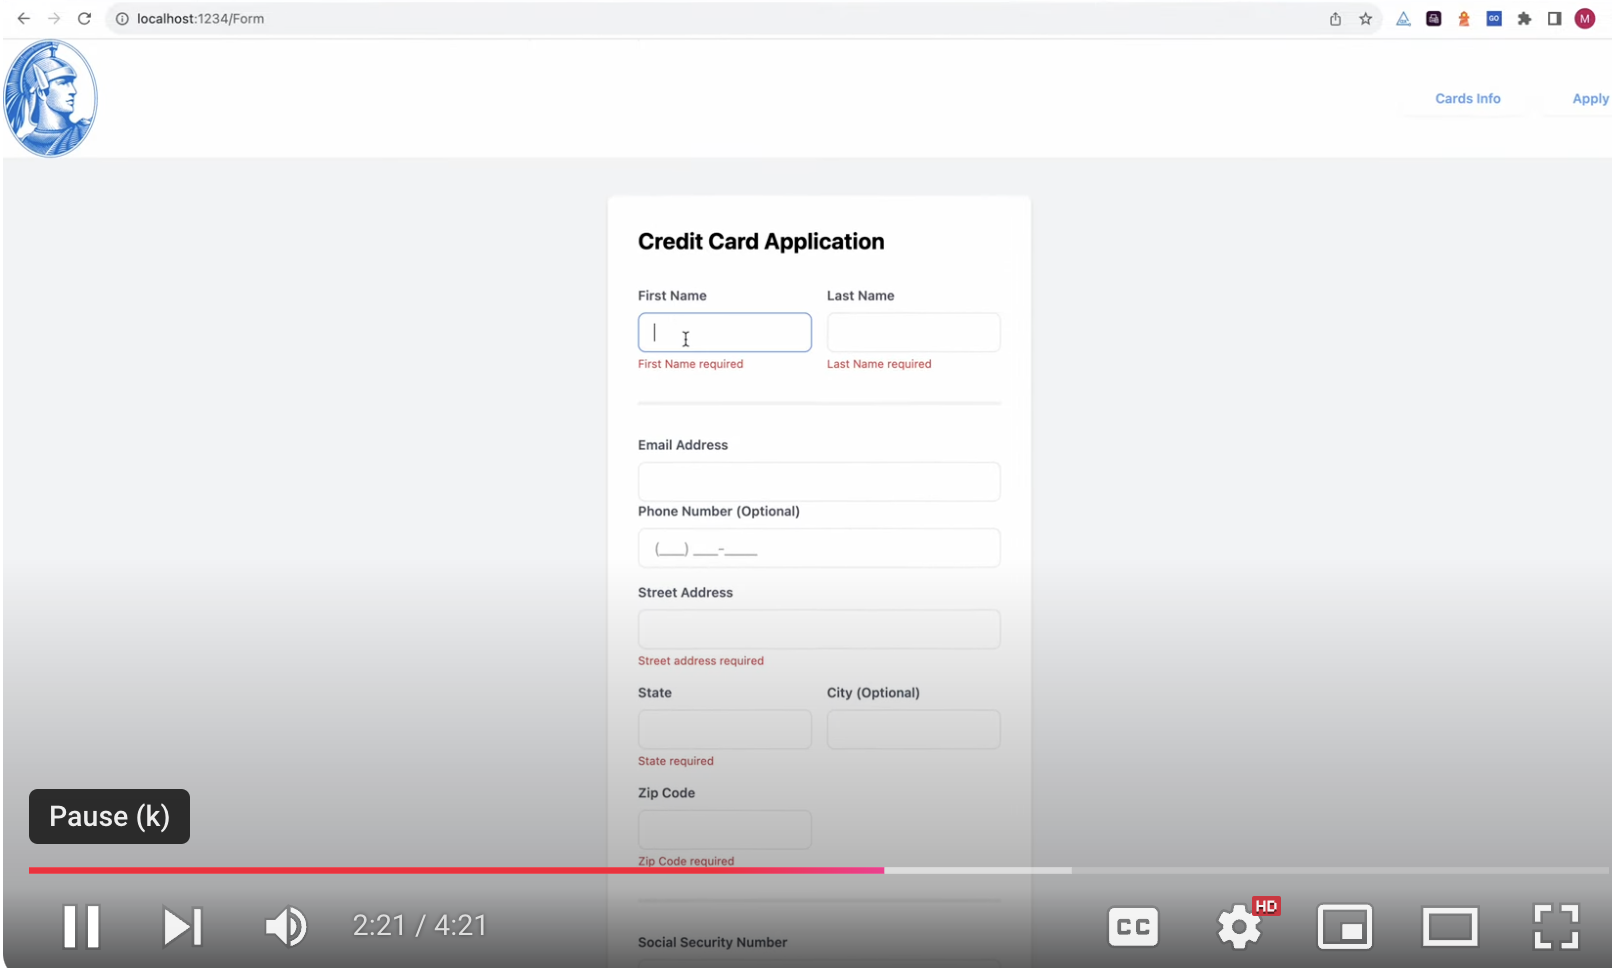 localhost:1234/Form
GO
M
Cards Info
Apply
Credit Card Application
First Name
Last Name
First Name required
Last Name required
Email Address
Phone Number (Optional)
(___) ___-____
Street Address
Street address required
State
City (Optional)
State required
Zip Code
Zip Code required
Social Security Number
Pause (k)
2:21 / 4:21
CC
HD